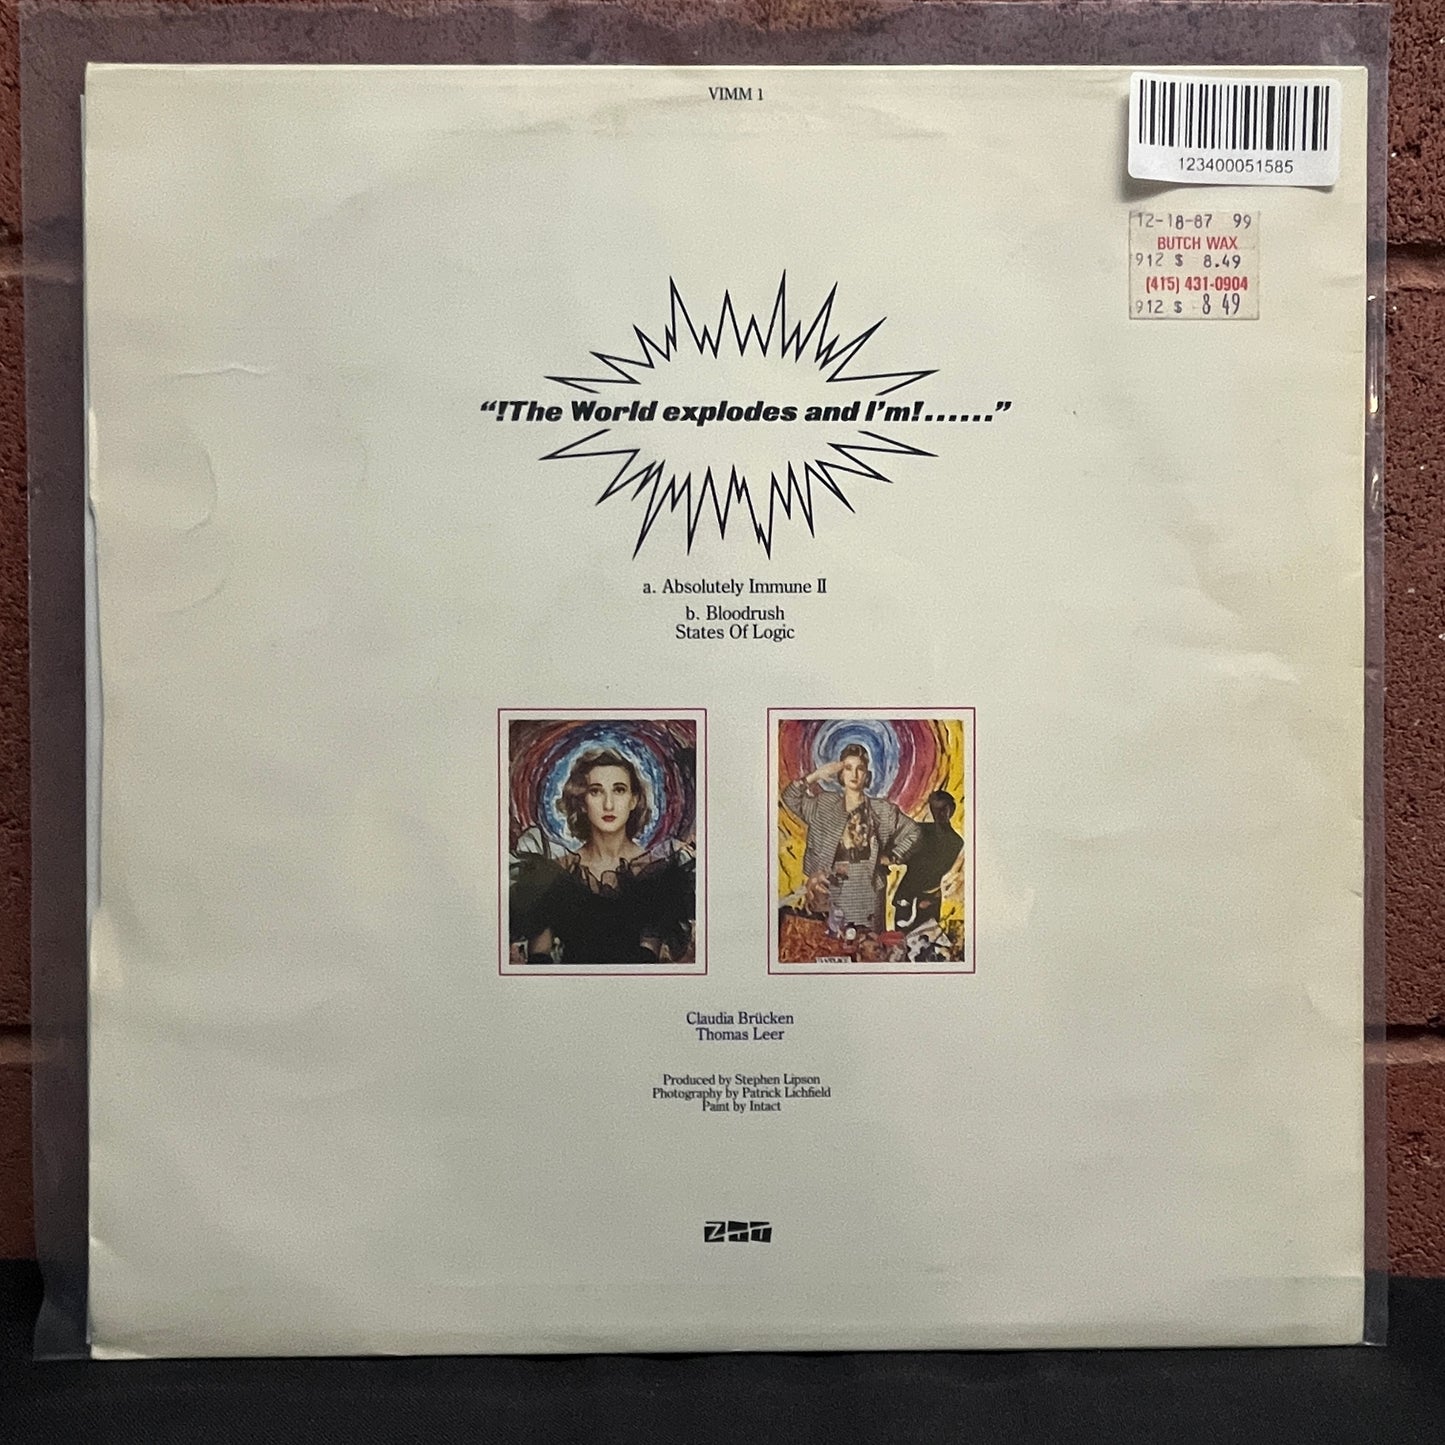 VIMM 1
123400051585
12-18-87 99
BUTCH WAX
912 $ 8.49
(415) 431-0904
912 $ 8 49
“!The World explodes and I’m!......”
a. Absolutely Immune II
b. Bloodrush
States Of Logic
Claudia Brücken
Thomas Leer
Produced by Stephen Lipson
Photography by Patrick Lichfield
Paint by Intact
ZTT